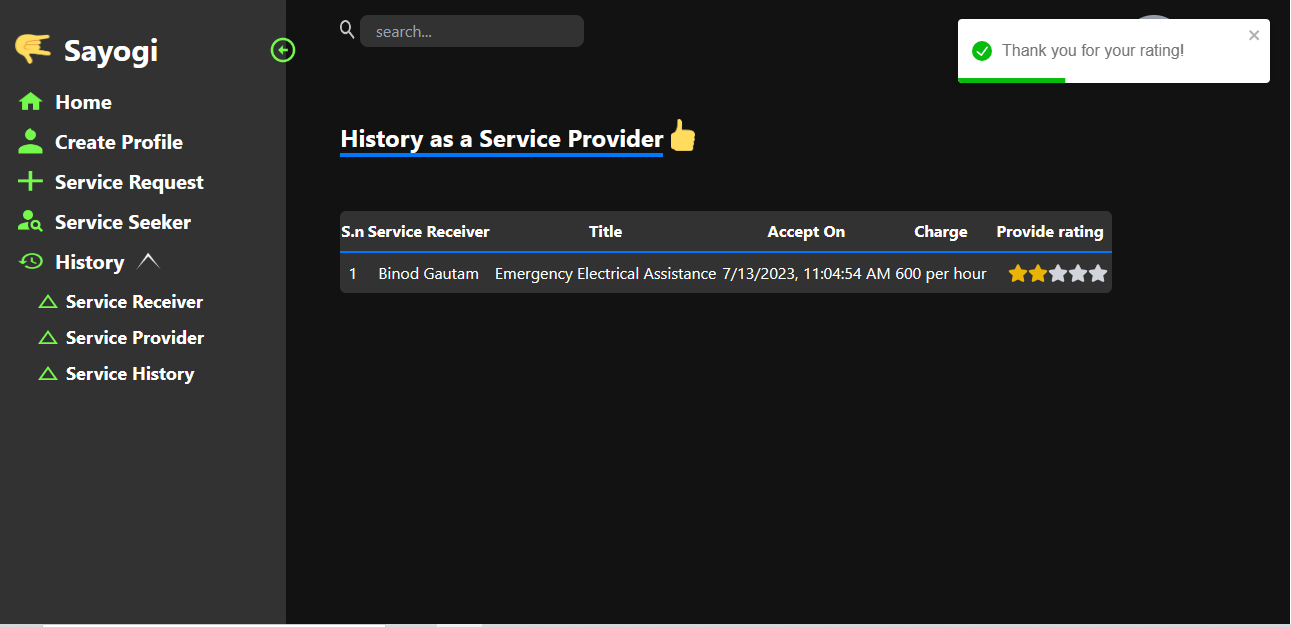 Sayogi
Home
Create Profile
Service Request
Service Seeker
History
Service Receiver
Service Provider
Service History
search...
Thank you for your rating!
History as a Service Provider
S.n Service Receiver Title Accept On Charge Provide rating
1 Binod Gautam Emergency Electrical Assistance 7/13/2023, 11:04:54 AM 600 per hour